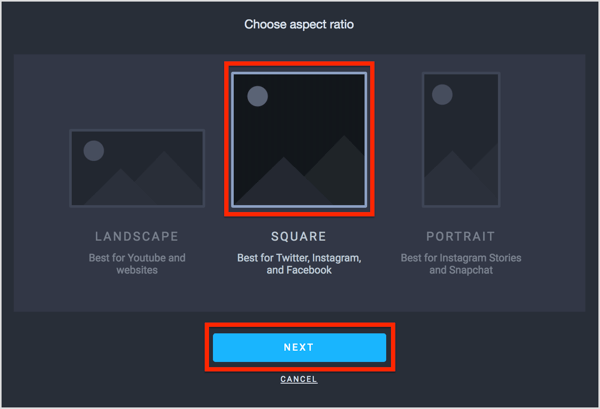 Choose aspect ratio
LANDSCAPE
Best for Youtube and
websites
SQUARE
Best for Twitter, Instagram,
and Facebook
PORTRAIT
Best for Instagram Stories
and Snapchat
NEXT
CANCEL